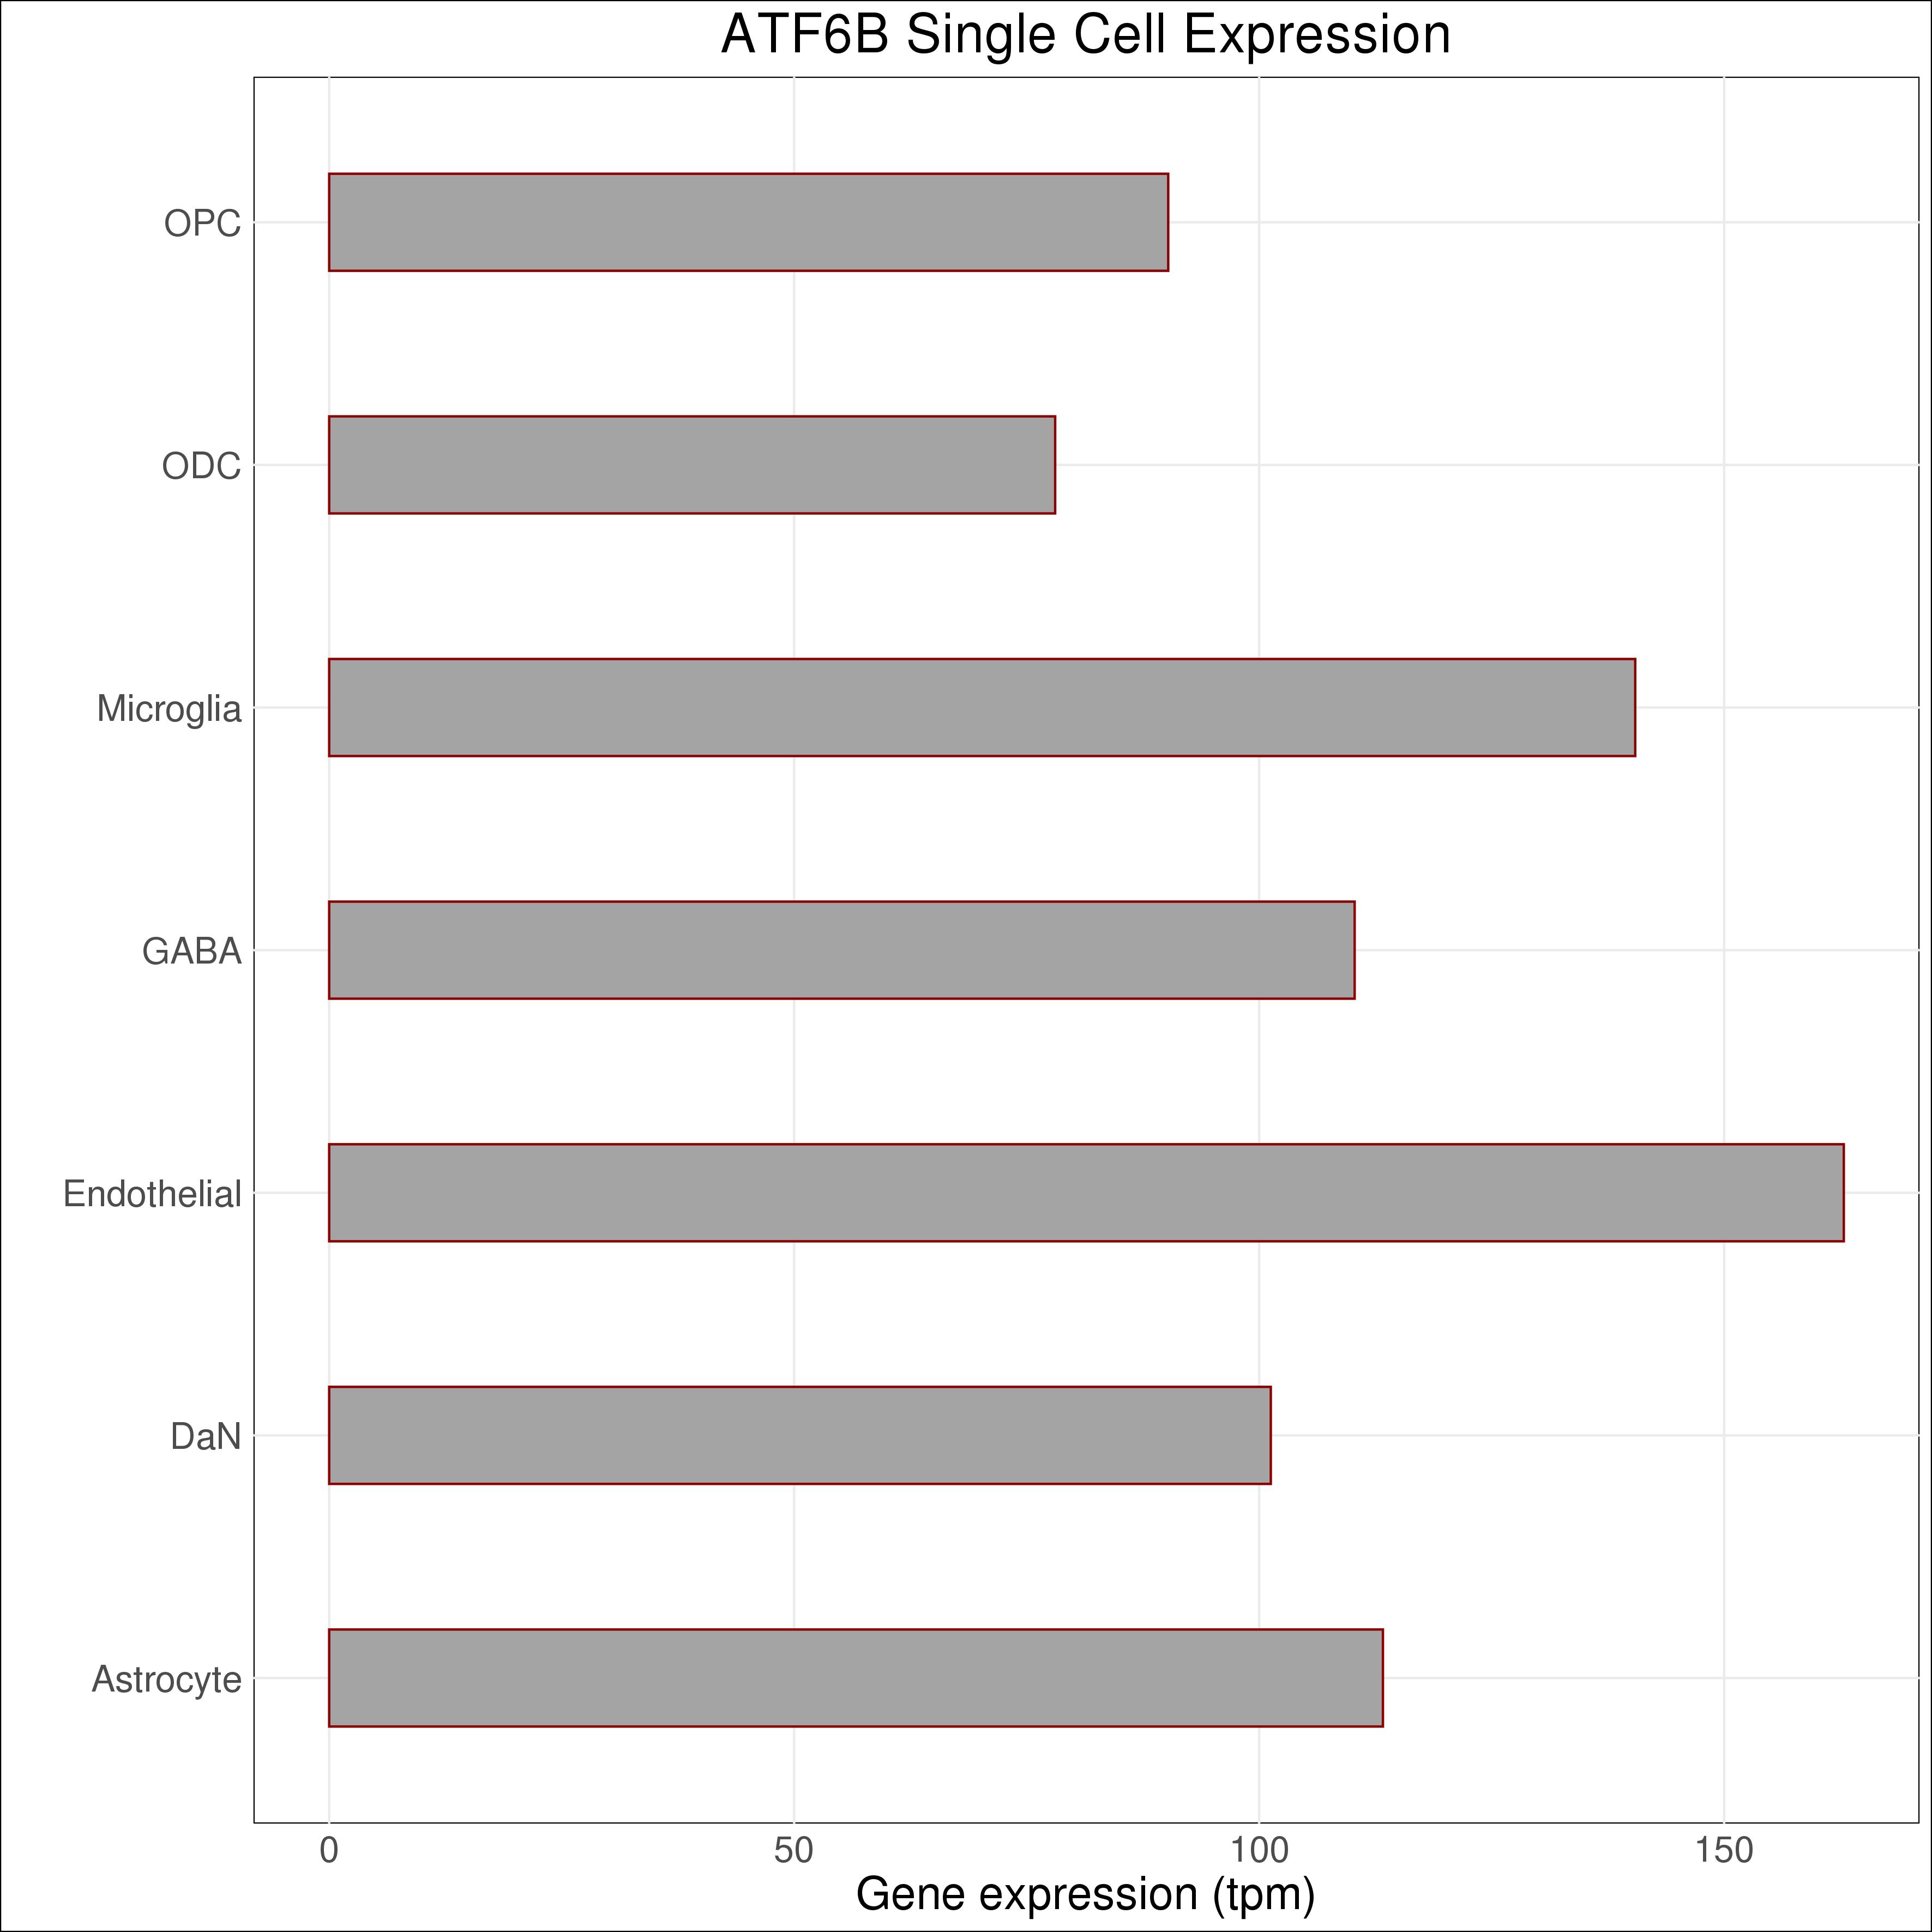 ATF6B Single Cell Expression
OPC
ODC
Microglia
GABA
Endothelial
DaN
Astrocyte
0 50 100 150
Gene expression (tpm)